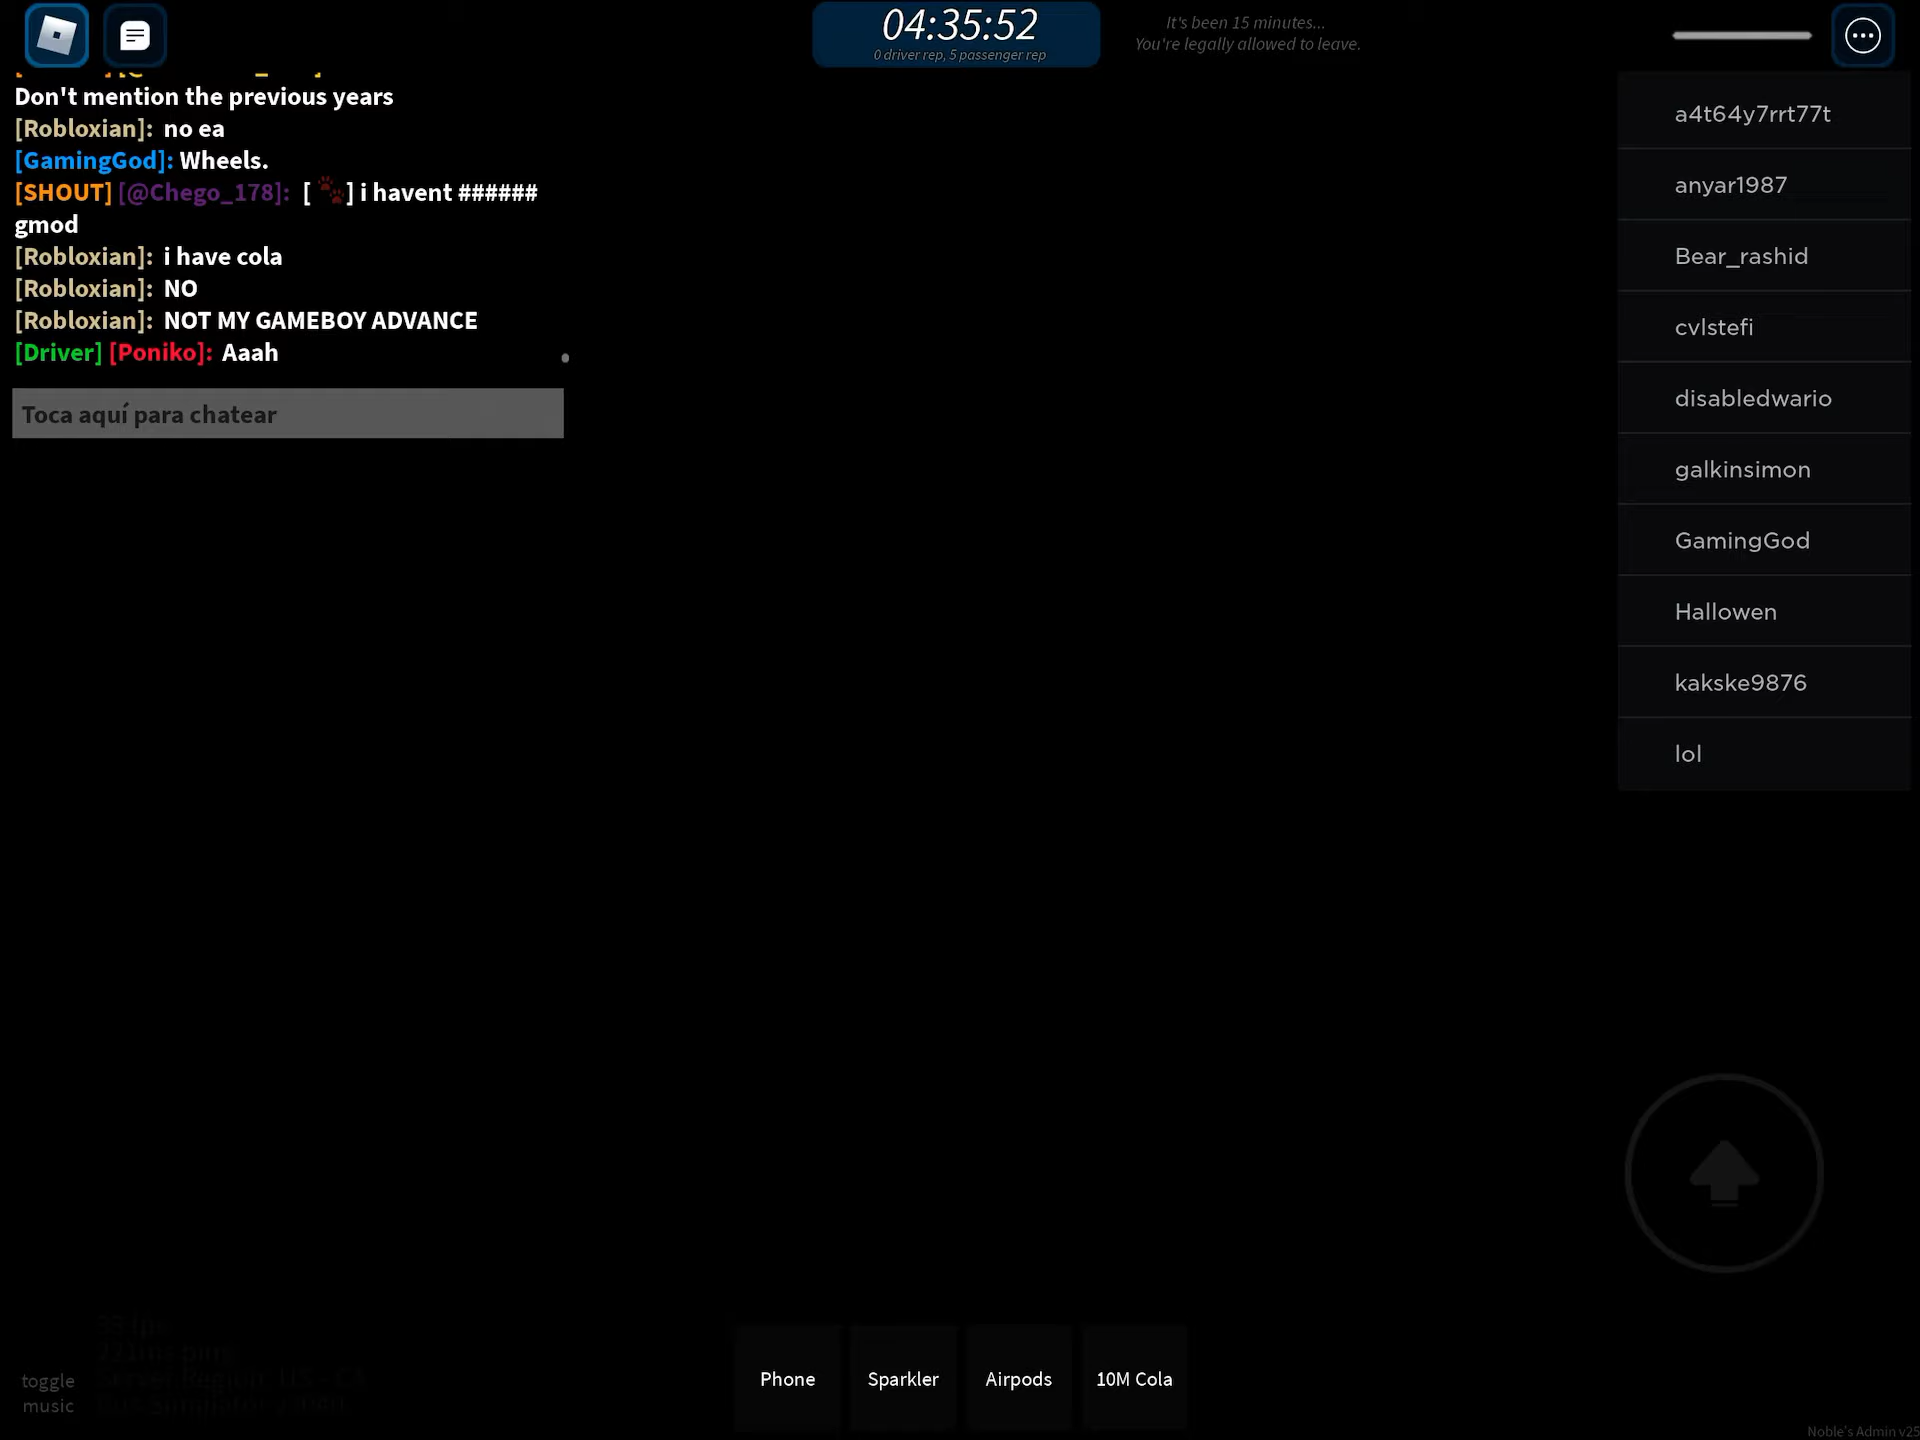 04:35:52
0 driver rep, 5 passenger rep
It's been 15 minutes...
You're legally allowed to leave.
Don't mention the previous years
[Robloxian]: no ea
[GamingGod]: Wheels.
[SHOUT] [@Chego_178]: [🐾] i havent ######
gmod
[Robloxian]: i have cola
[Robloxian]: NO
[Robloxian]: NOT MY GAMEBOY ADVANCE
[Driver] [Poniko]: Aaah
Toca aquí para chatear
a4t64y7rrt77t
anyar1987
Bear_rashid
cvlstefi
disabledwario
galkinsimon
GamingGod
Hallowen
kakske9876
lol
toggle
music
Phone
Sparkler
Airpods
10M Cola
Noble's Admin v25